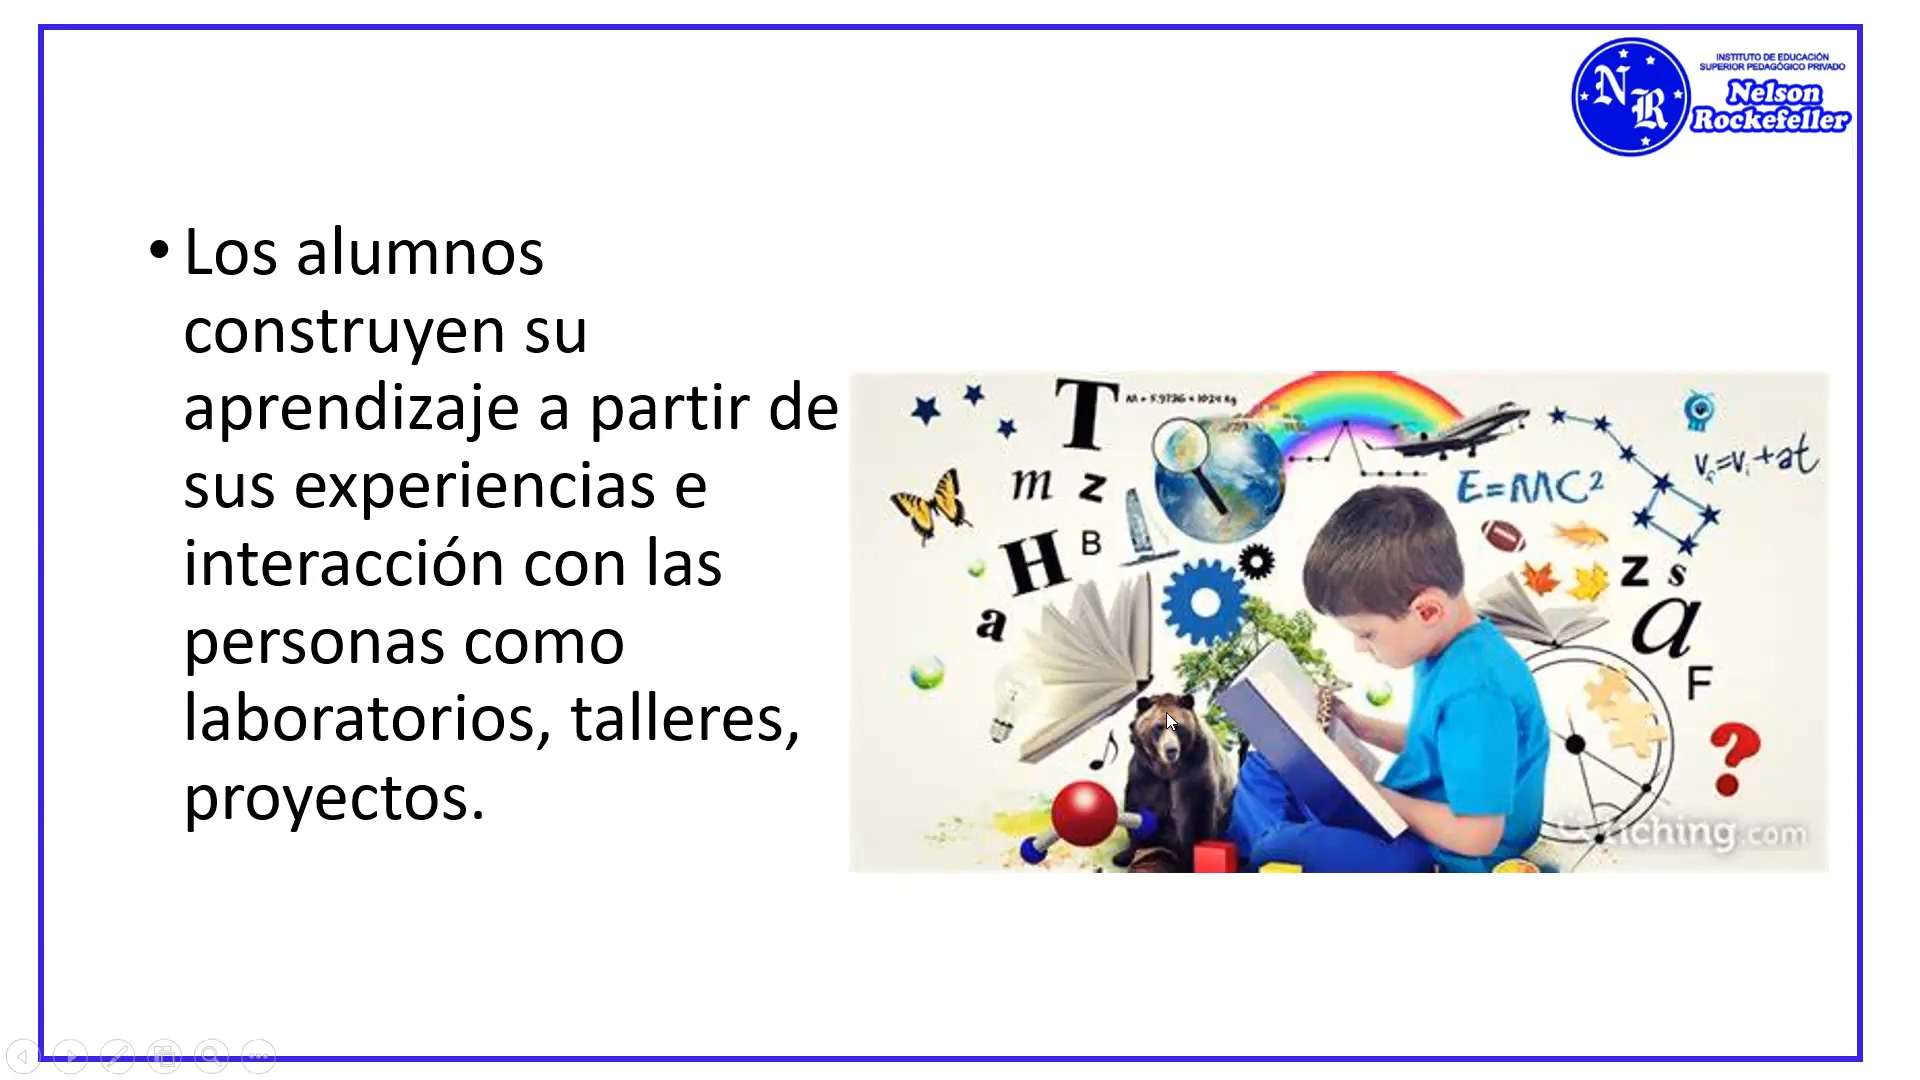 INSTITUTO DE EDUCACIÓN
SUPERIOR PEDAGÓGICO PRIVADO
Nelson
Rockefeller
N
R
• Los alumnos
construyen su
aprendizaje a partir de
sus experiencias e
interacción con las
personas como
laboratorios, talleres,
proyectos.
T
m
z
H
B
a
E=MC²
z s
a
F
?
.com